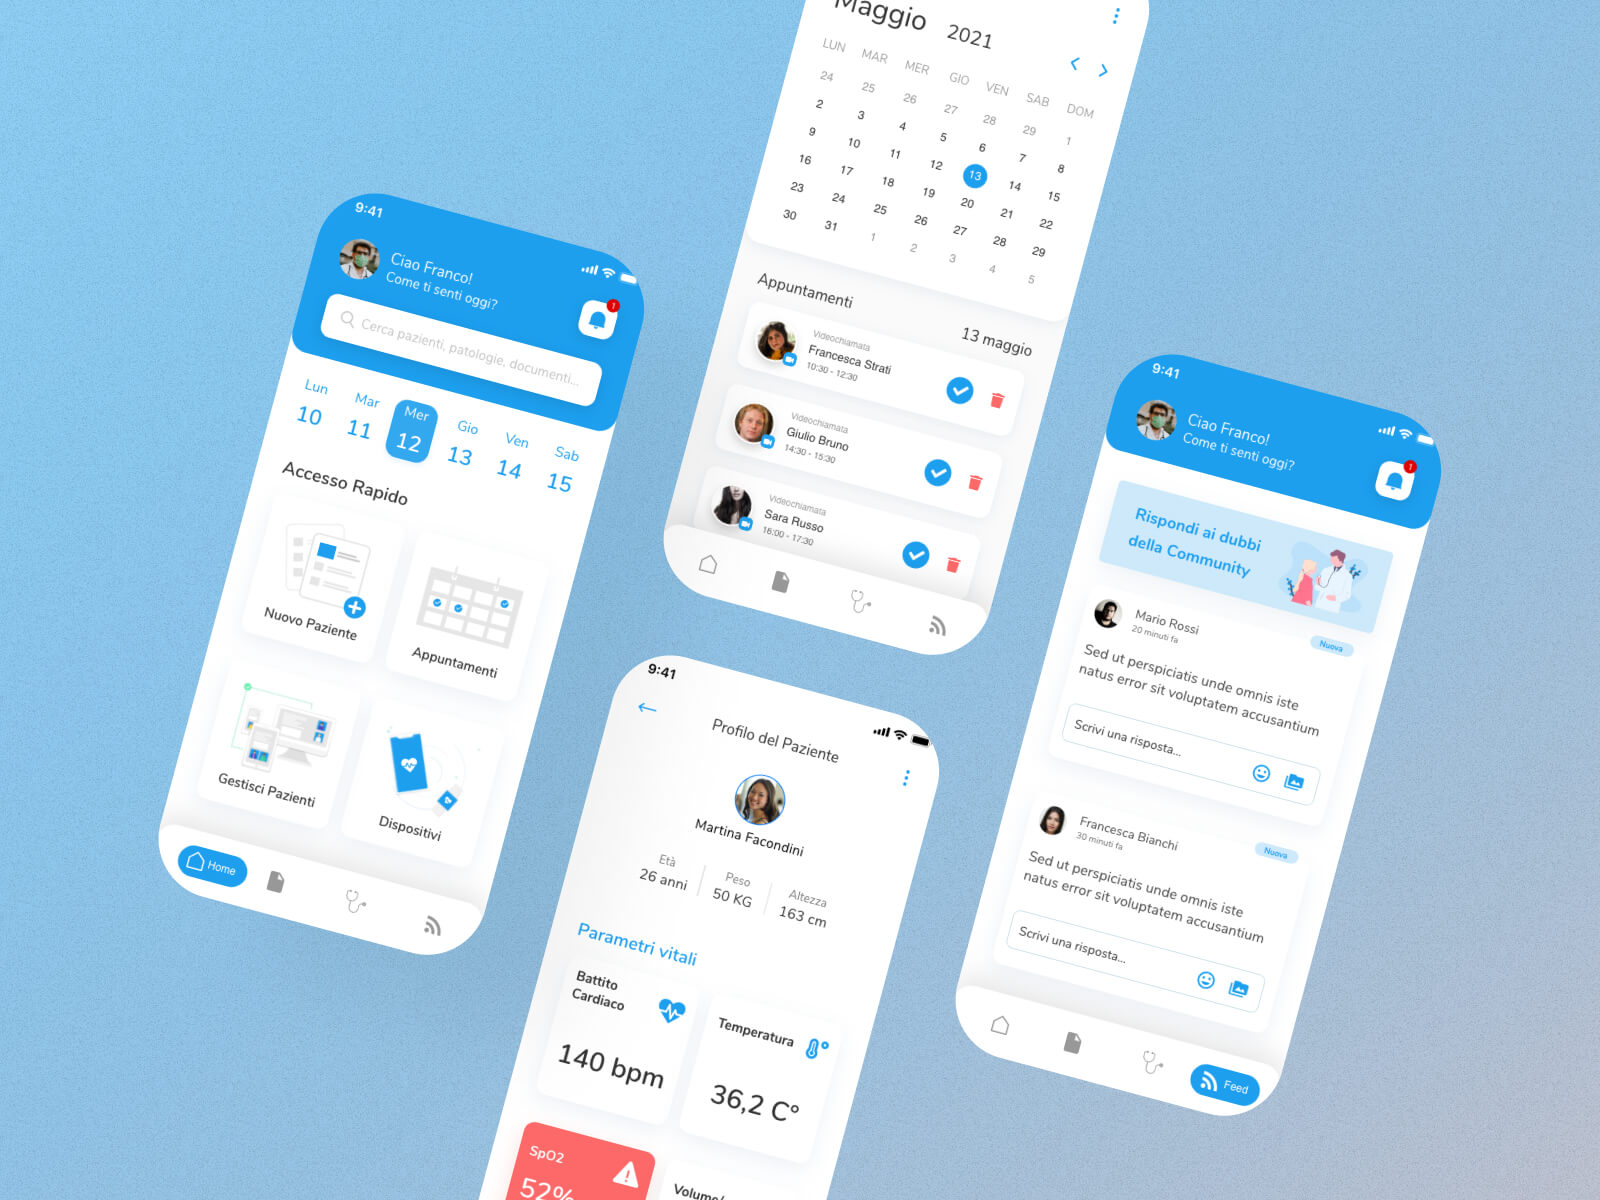 9:41
Ciao Franco!
Come ti senti oggi?
1
Cerca pazienti, patologie, documenti...
Lun Mar Mer Gio Ven Sab
10 11 12 13 14 15
Accesso Rapido
Nuovo Paziente
Appuntamenti
Gestisci Pazienti
Dispositivi
Home
Maggio 2021
LUN MAR MER GIO VEN SAB DOM
24 25 26 27 28 29 1
2 3 4 5 6 7 8
9 10 11 12 13 14 15
16 17 18 19 20 21 22
23 24 25 26 27 28 29
30 31 1 2 3 4 5
Appuntamenti
13 maggio
Videochiamata
Francesca Strati
10:30 - 12:30
Videochiamata
Giulio Bruno
14:30 - 15:30
Videochiamata
Sara Russo
16:00 - 17:30
9:41
Profilo del Paziente
Martina Facondini
Età Peso Altezza
26 anni 50 KG 163 cm
Parametri vitali
Battito
Cardiaco
140 bpm
Temperatura
36,2 C°
SpO2
52%
9:41
Ciao Franco!
Come ti senti oggi?
1
Rispondi ai dubbi
della Community
Mario Rossi
20 minuti fa
Nuova
Sed ut perspiciatis unde omnis iste
natus error sit voluptatem accusantium
Scrivi una risposta...
Francesca Bianchi
30 minuti fa
Nuova
Sed ut perspiciatis unde omnis iste
natus error sit voluptatem accusantium
Scrivi una risposta...
Feed